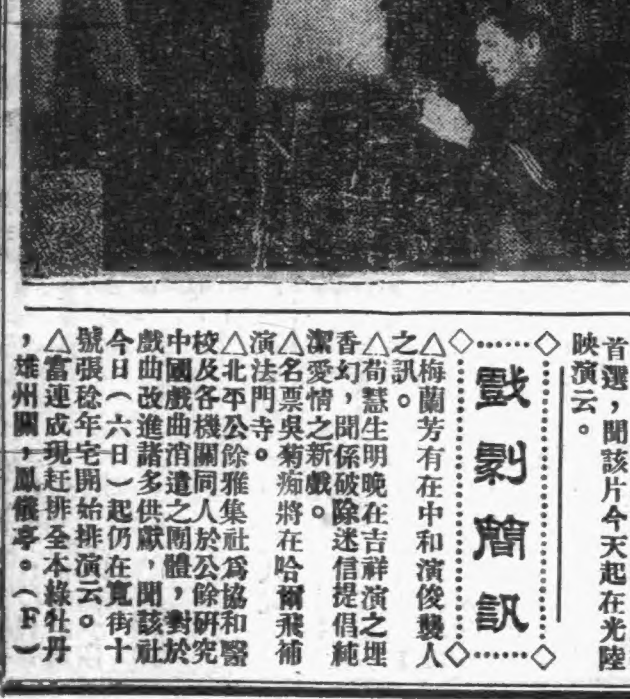 首選,聞該片今天起在光陸
映演云。
戲劇簡訊
△梅蘭芳有在中和演俊襲人
之訊。
△荀慧生明晚在吉祥演之埋
香幻,聞係破除迷信提倡純
潔愛情之新戲。
△名票吳菊痴將在哈爾飛補
演法門寺。
△北平公餘雅集社爲協和醫
校及各機關同人於公餘研究
中國戲曲消遣之團體,對於
戲曲改進諸多供獻,聞該社
今日(六日)起仍在寬街十
號張稔年宅開始排演云。
△富連成現赶排全本綠牡丹
,雄州關,鳳儀亭。(F)